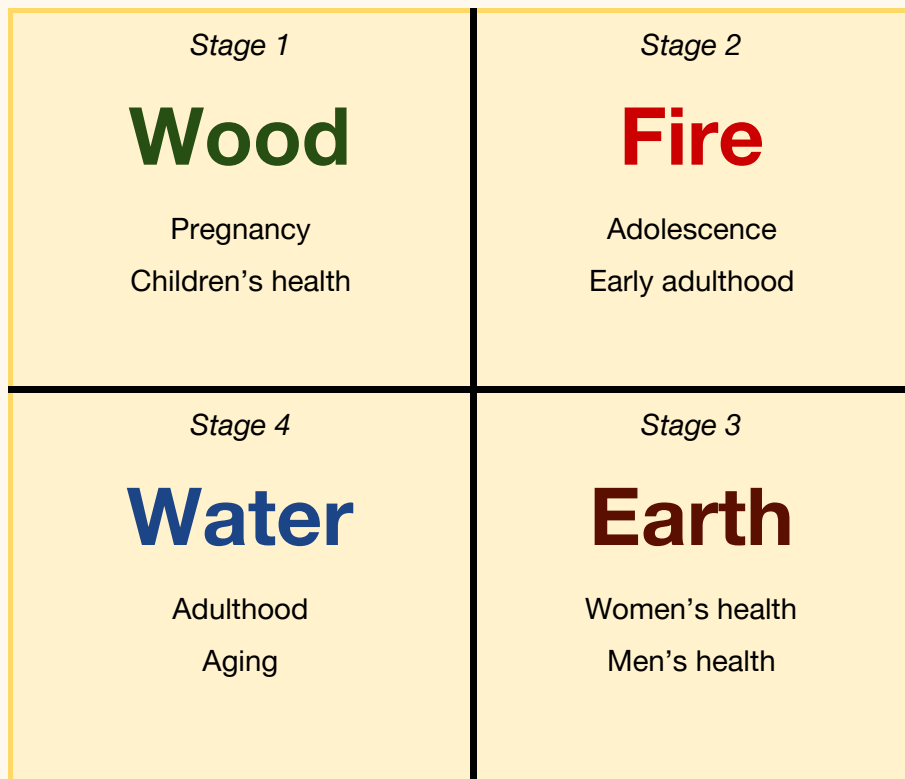 Stage 1
Wood
Pregnancy
Children’s health
Stage 2
Fire
Adolescence
Early adulthood
Stage 4
Water
Adulthood
Aging
Stage 3
Earth
Women’s health
Men’s health